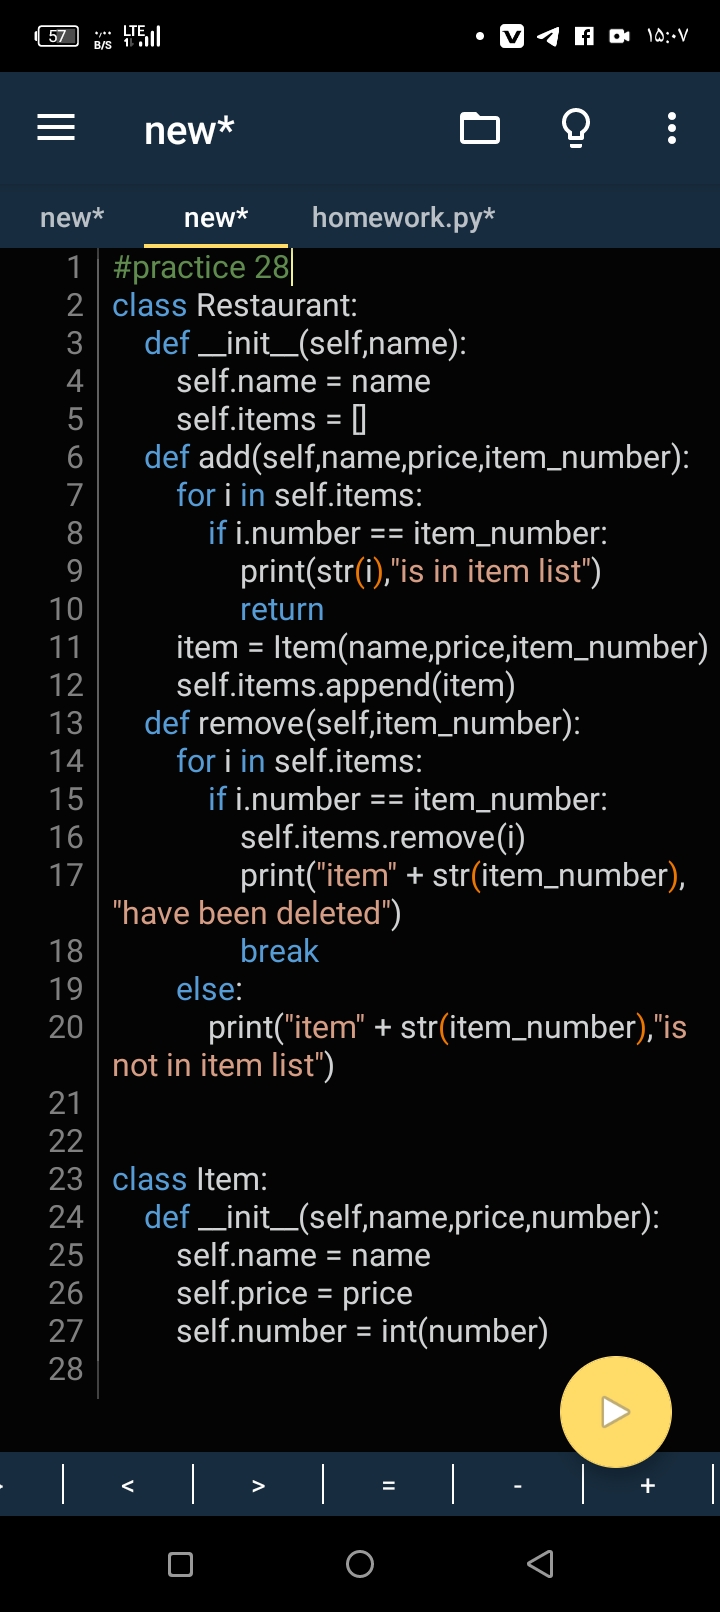 57 B/S LTE ۱۵:۰۷
new*
new* new* homework.py*
1 #practice 28
2 class Restaurant:
3 def __init__(self,name):
4 self.name = name
5 self.items = []
6 def add(self,name,price,item_number):
7 for i in self.items:
8 if i.number == item_number:
9 print(str(i),"is in item list")
10 return
11 item = Item(name,price,item_number)
12 self.items.append(item)
13 def remove(self,item_number):
14 for i in self.items:
15 if i.number == item_number:
16 self.items.remove(i)
17 print("item" + str(item_number),
"have been deleted")
18 break
19 else:
20 print("item" + str(item_number),"is
not in item list")
21
22
23 class Item:
24 def __init__(self,name,price,number):
25 self.name = name
26 self.price = price
27 self.number = int(number)
28
< > = - +